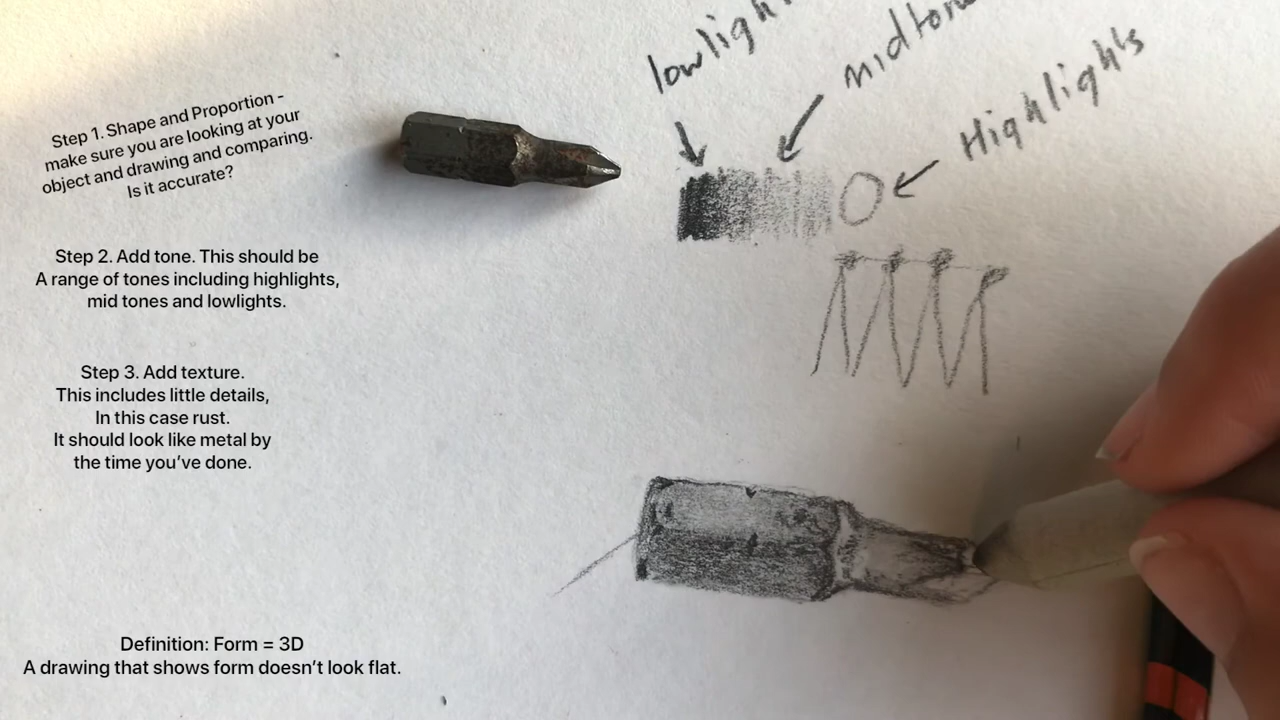 Step 1. Shape and Proportion -
make sure you are looking at your
object and drawing and comparing.
Is it accurate?
Step 2. Add tone. This should be
A range of tones including highlights,
mid tones and lowlights.
Step 3. Add texture.
This includes little details,
In this case rust.
It should look like metal by
the time you’ve done.
Definition: Form = 3D
A drawing that shows form doesn’t look flat.
lowligh
midtone
Highlights